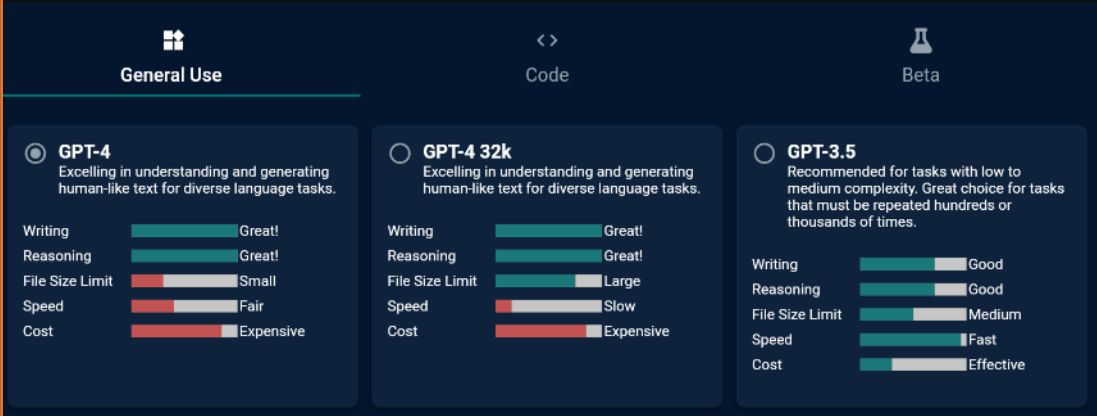 General Use
Code
Beta
GPT-4
Excelling in understanding and generating
human-like text for diverse language tasks.
Writing Great!
Reasoning Great!
File Size Limit Small
Speed Fair
Cost Expensive
GPT-4 32k
Excelling in understanding and generating
human-like text for diverse language tasks.
Writing Great!
Reasoning Great!
File Size Limit Large
Speed Slow
Cost Expensive
GPT-3.5
Recommended for tasks with low to
medium complexity. Great choice for tasks
that must be repeated hundreds or
thousands of times.
Writing Good
Reasoning Good
File Size Limit Medium
Speed Fast
Cost Effective